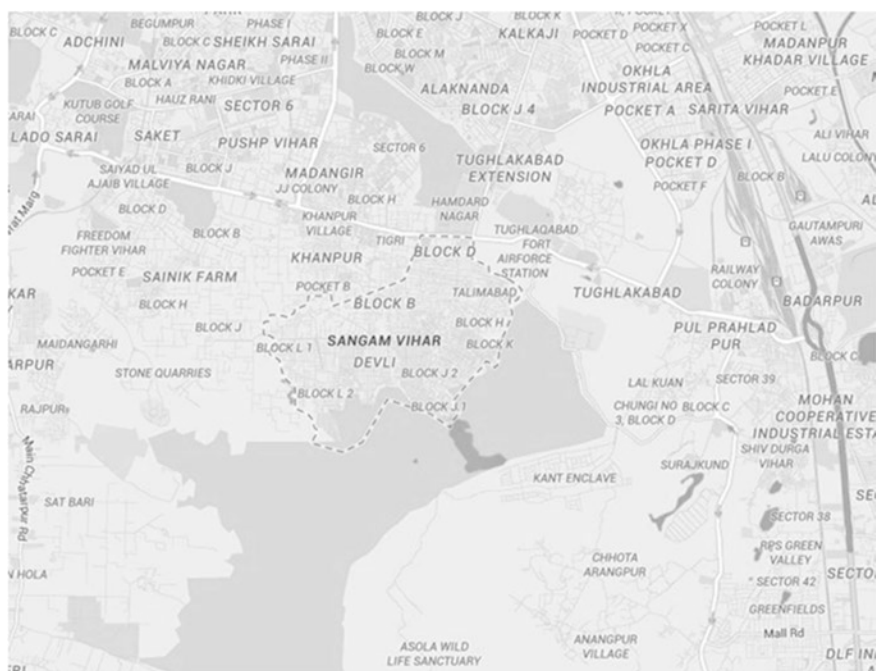 PHASE I
BLOCK J
BLOCK K
BEGUMPUR
BLOCK C
ADCHINI
BLOCK C
SHEIKH SARAI
BLOCK E
KALKAJI
POCKET D
POCKET X
POCKET L
MALVIYA NAGAR
PHASE II
BLOCK M
POCKET C
MADANPUR
KHADAR VILLAGE
BLOCK A
KHIDKI VILLAGE
BLOCK W
OKHLA
INDUSTRIAL AREA
KUTUB GOLF
COURSE
HAUZ RANI
SECTOR 6
ALAKNANDA
BLOCK J 4
POCKET A
SARITA VIHAR
POCKET E
LADO SARAI
SAKET
PUSHP VIHAR
SECTOR 6
OKHLA PHASE I
POCKET D
ALI VIHAR
LALU COLONY
SAIYAD UL
AJAIB VILLAGE
BLOCK J
MADANGIR
JJ COLONY
TUGHLAKABAD
EXTENSION
POCKET F
BLOCK B
BLOCK D
BLOCK H
HAMDARD
NAGAR
FREEDOM
FIGHTER VIHAR
BLOCK B
KHANPUR
VILLAGE
TIGRI
TUGHLAQABAD
FORT
AIRFORCE
STATION
GAUTAMPURI
AWAS
POCKET E
SAINIK FARM
KHANPUR
BLOCK D
RAILWAY
COLONY
BLOCK H
POCKET B
BLOCK B
TALIMABAD
TUGHLAKABAD
BADARPUR
BLOCK J
SANGAM VIHAR
BLOCK H
PUL PRAHLAD
PUR
MAIDANGARHI
BLOCK L 1
DEVLI
BLOCK K
BLOCK C
STONE QUARRIES
BLOCK J 2
LAL KUAN
SECTOR 39
BLOCK L 2
BLOCK J 1
CHUNGI NO
3, BLOCK D
BLOCK C
MOHAN
COOPERATIVE
INDUSTRIAL ESTA
RAJPUR
Main Chhatarpur Rd
SHIV DURGA
VIHAR
SURAJKUND
KANT ENCLAVE
SAT BARI
SECTOR 38
CHHOTA
ARANGPUR
RPS GREEN
VALLEY
SECTOR 42
GREENFIELDS
Mall Rd
ANANGPUR
VILLAGE
ASOLA WILD
LIFE SANCTUARY
DLF IN